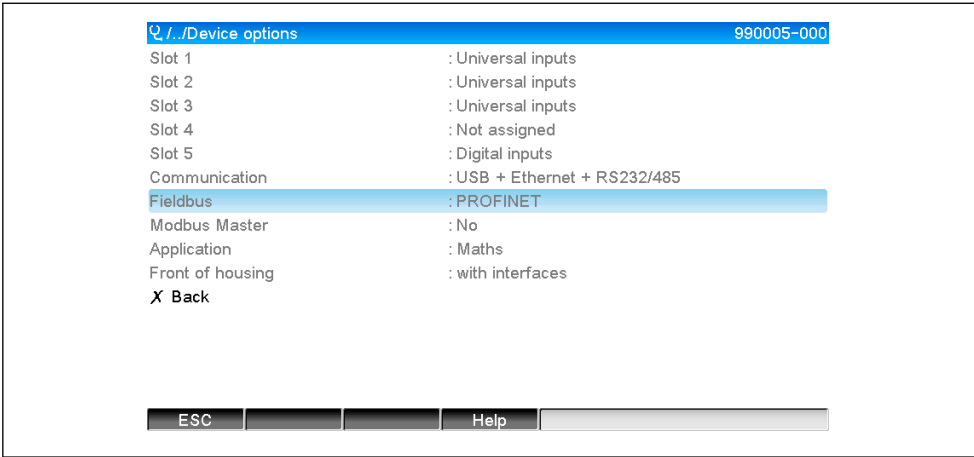 /../Device options 990005-000
Slot 1 : Universal inputs
Slot 2 : Universal inputs
Slot 3 : Universal inputs
Slot 4 : Not assigned
Slot 5 : Digital inputs
Communication : USB + Ethernet + RS232/485
Fieldbus : PROFINET
Modbus Master : No
Application : Maths
Front of housing : with interfaces
X Back
ESC Help